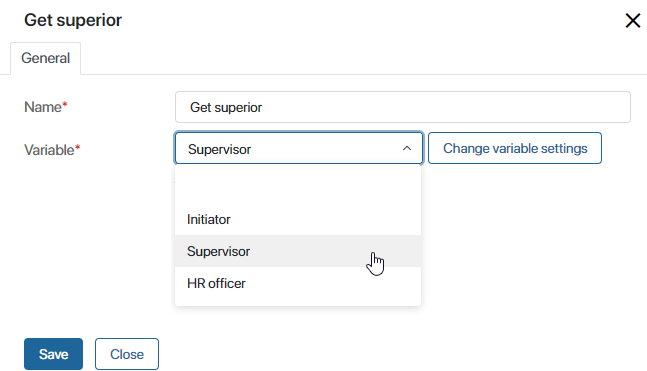 Get superior
General
Name* Get superior
Variable* Supervisor Change variable settings
Initiator
Supervisor
HR officer
Save Close